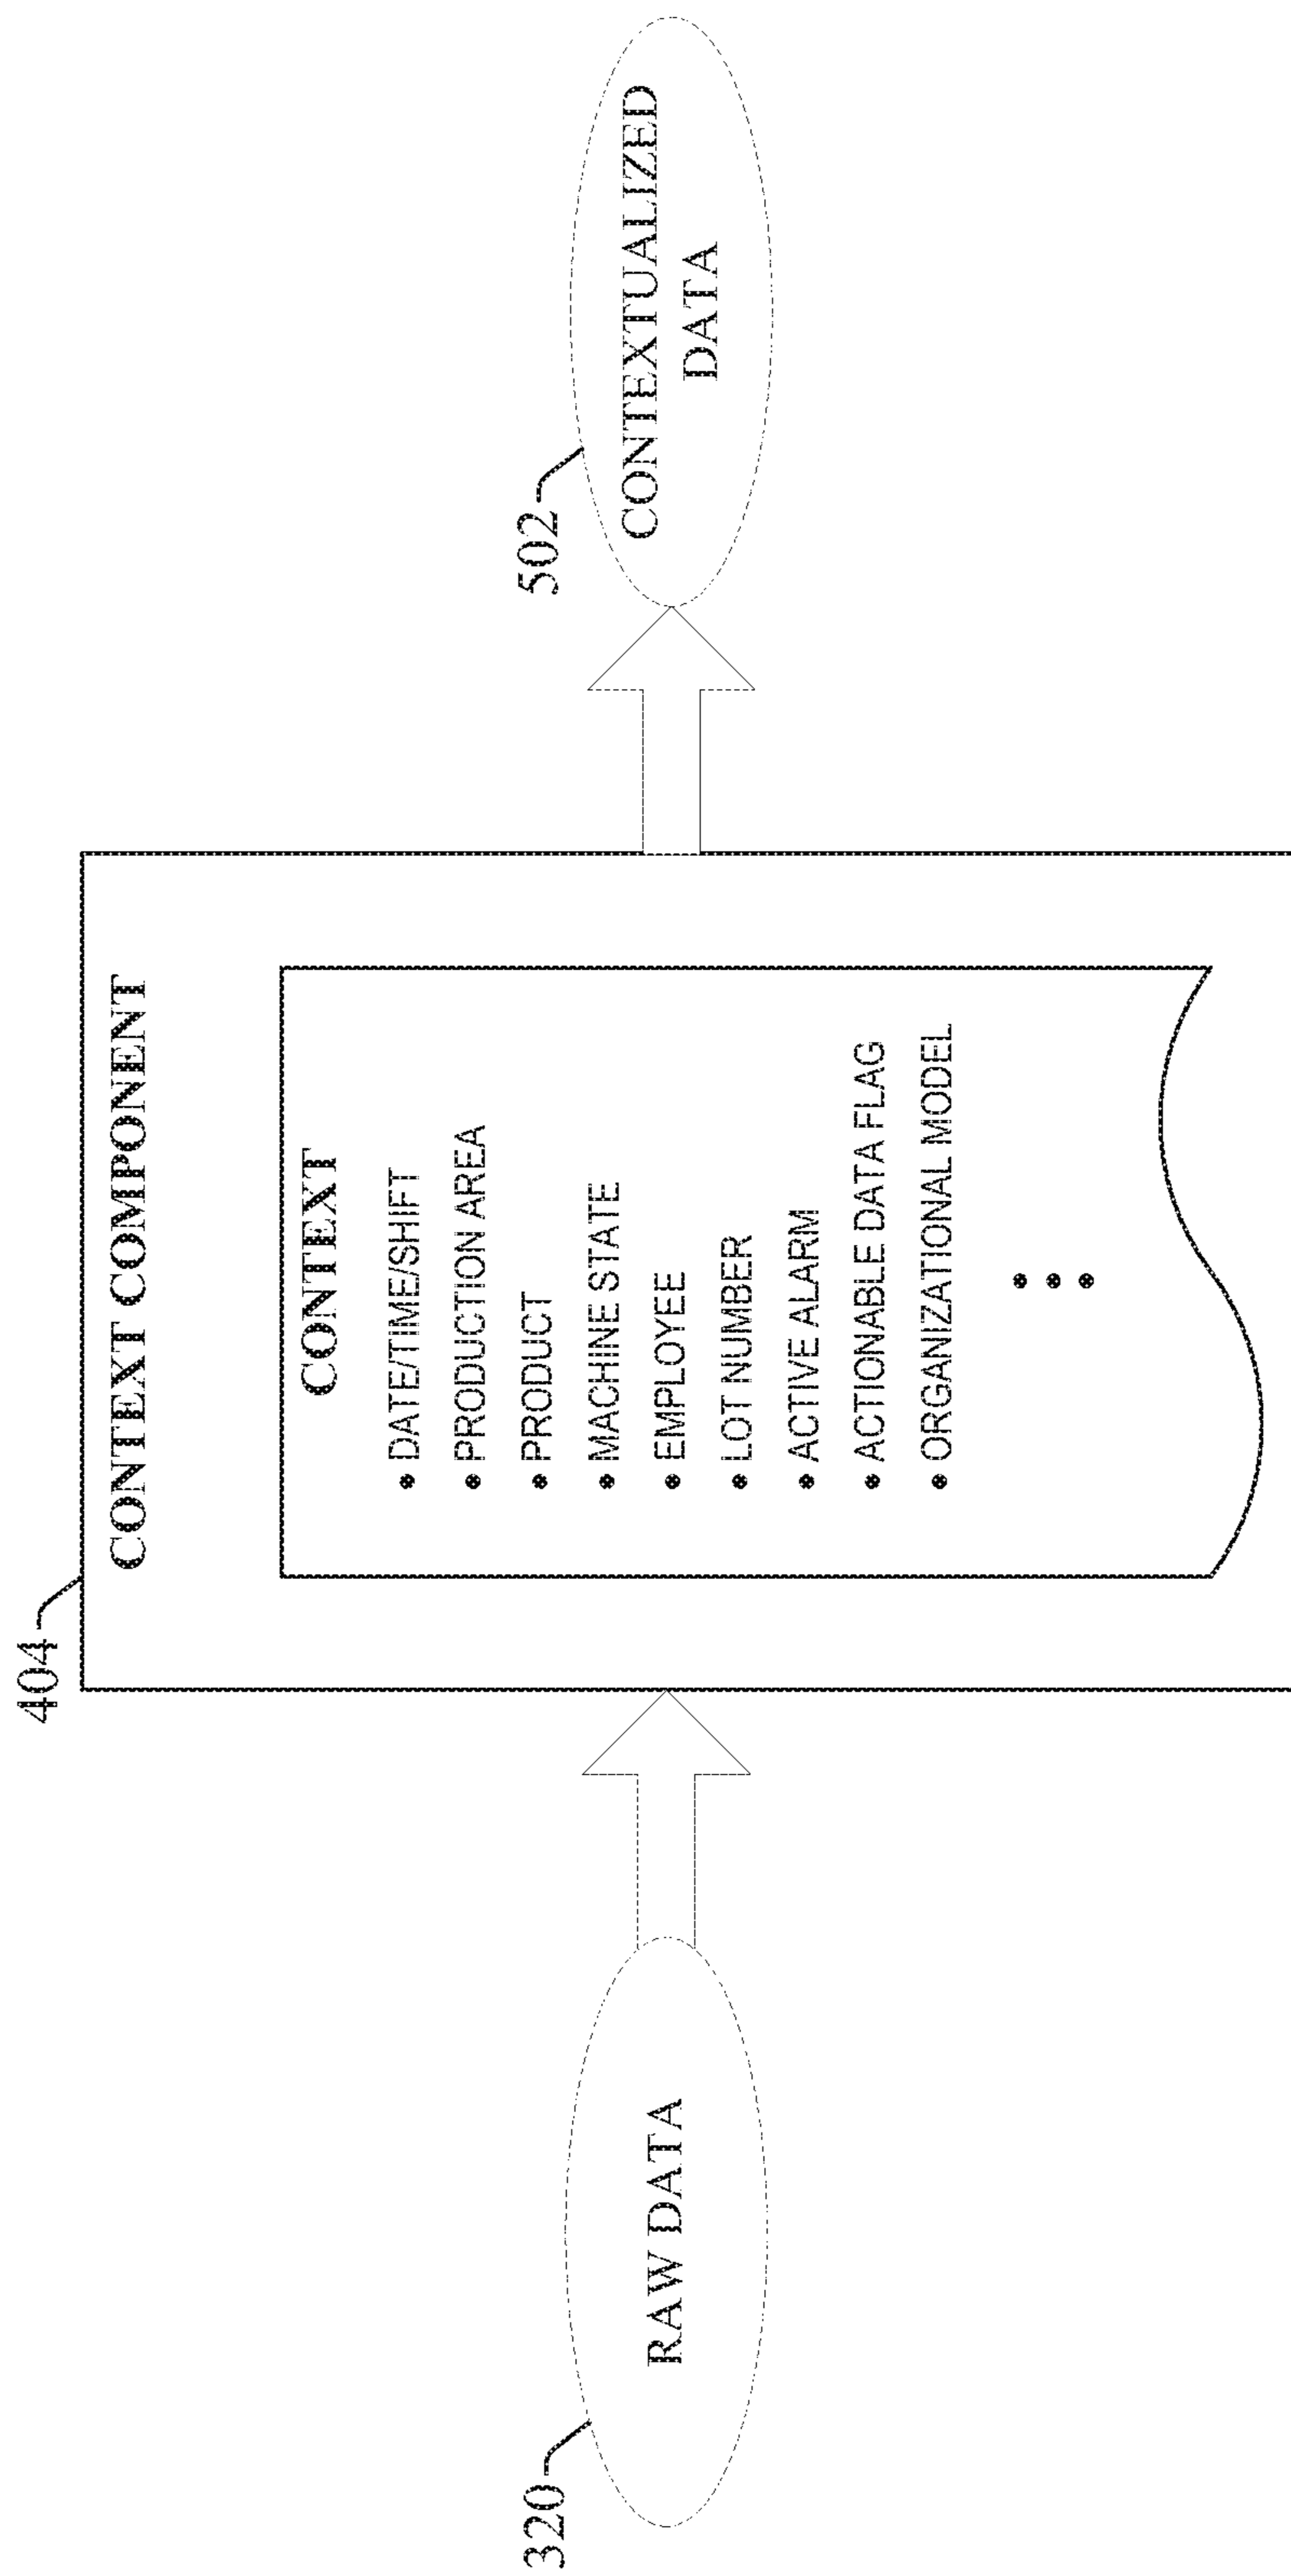 404
CONTEXT COMPONENT
CONTEXT
• DATE/TIME/SHIFT
• PRODUCTION AREA
• PRODUCT
• MACHINE STATE
• EMPLOYEE
• LOT NUMBER
• ACTIVE ALARM
• ACTIONABLE DATA FLAG
• ORGANIZATIONAL MODEL
320
RAW DATA
502
CONTEXTUALIZED
DATA